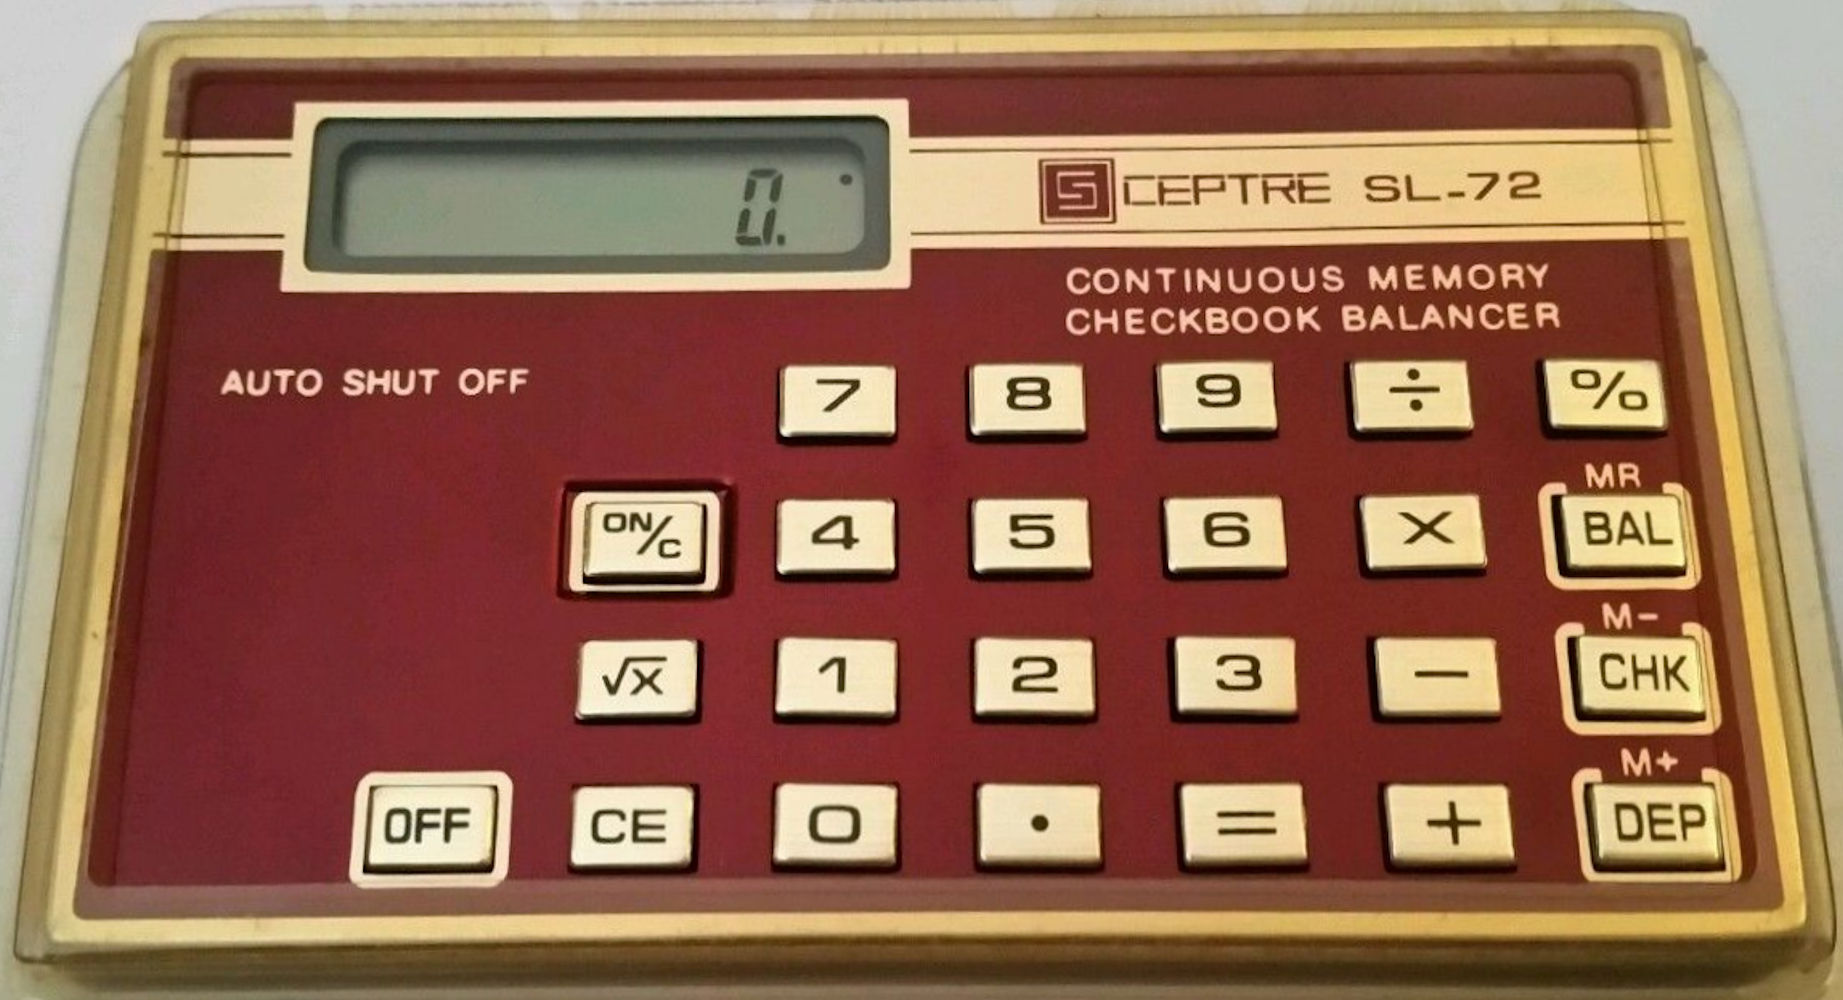 0.
SCEPTRE SL-72
CONTINUOUS MEMORY
CHECKBOOK BALANCER
AUTO SHUT OFF
7 8 9 ÷ %
MR
ON/C 4 5 6 X BAL
M-
√x 1 2 3 - CHK
M+
OFF CE 0 . = + DEP